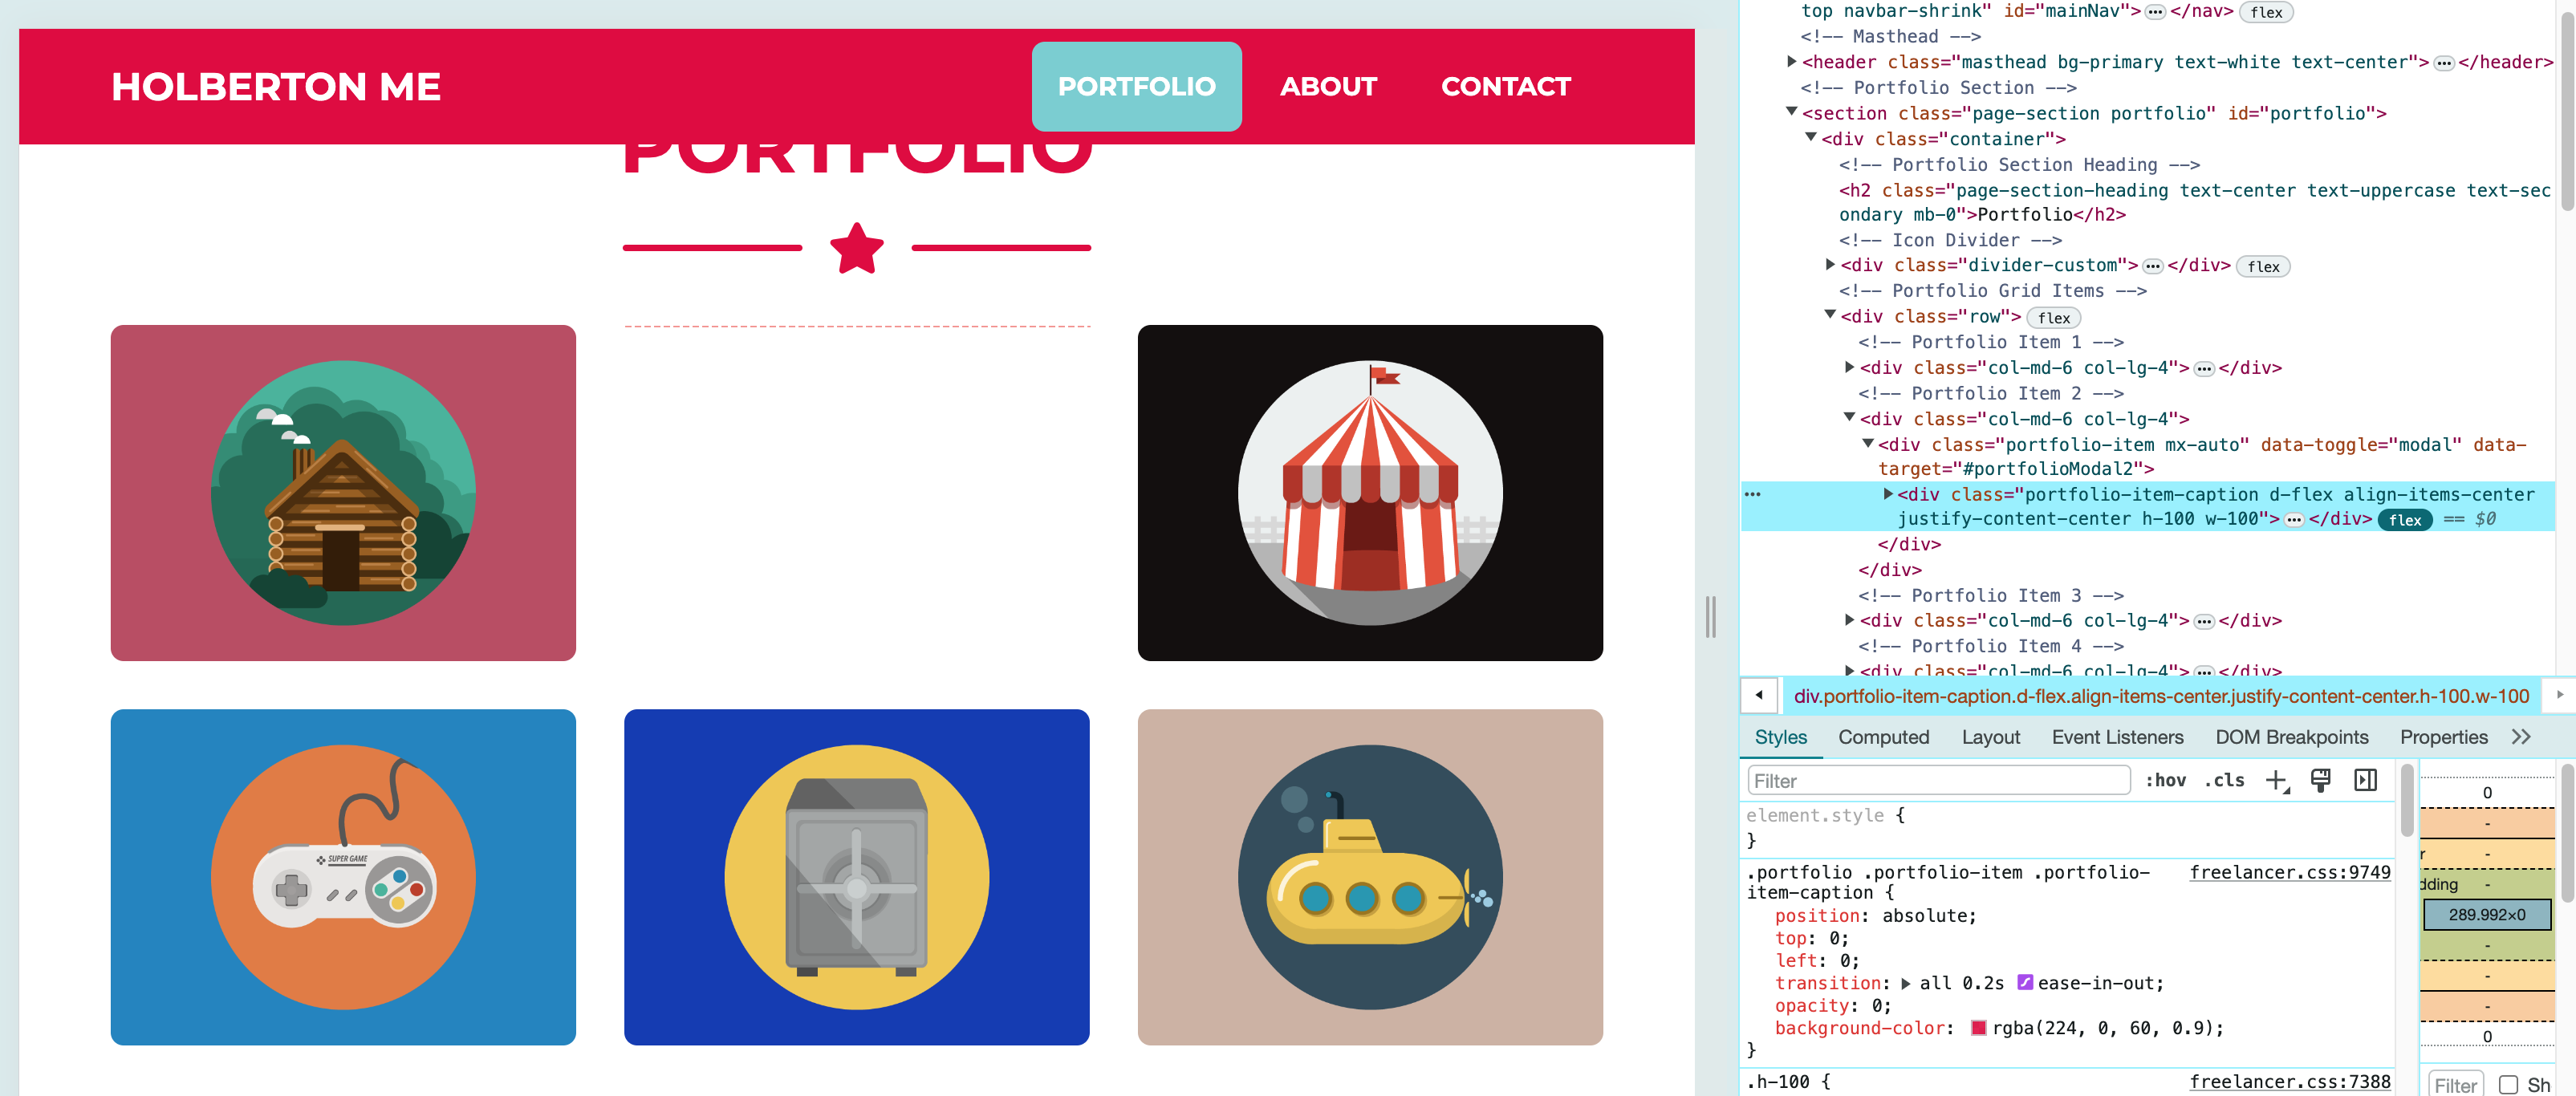 HOLBERTON ME
PORTFOLIO
ABOUT
CONTACT
PORTFOLIO
SUPER GAME
top navbar-shrink" id="mainNav">…</nav> flex
<!-- Masthead -->
<header class="masthead bg-primary text-white text-center">…</header>
<!-- Portfolio Section -->
<section class="page-section portfolio" id="portfolio">
<div class="container">
<!-- Portfolio Section Heading -->
<h2 class="page-section-heading text-center text-uppercase text-sec
ondary mb-0">Portfolio</h2>
<!-- Icon Divider -->
<div class="divider-custom">…</div> flex
<!-- Portfolio Grid Items -->
<div class="row"> flex
<!-- Portfolio Item 1 -->
<div class="col-md-6 col-lg-4">…</div>
<!-- Portfolio Item 2 -->
<div class="col-md-6 col-lg-4">
<div class="portfolio-item mx-auto" data-toggle="modal" data-
target="#portfolioModal2">
… <div class="portfolio-item-caption d-flex align-items-center
justify-content-center h-100 w-100">…</div> flex == $0
</div>
</div>
<!-- Portfolio Item 3 -->
<div class="col-md-6 col-lg-4">…</div>
<!-- Portfolio Item 4 -->
<div class="col-md-6 col-lg-4">…</div>
div.portfolio-item-caption.d-flex.align-items-center.justify-content-center.h-100.w-100
Styles Computed Layout Event Listeners DOM Breakpoints Properties
Filter :hov .cls
element.style {
}
.portfolio .portfolio-item .portfolio- freelancer.css:9749
item-caption {
position: absolute;
top: 0;
left: 0;
transition: all 0.2s ease-in-out;
opacity: 0;
background-color: rgba(224, 0, 60, 0.9);
}
.h-100 { freelancer.css:7388
0
-
r -
dding -
289.992×0
-
-
-
0
Filter Sh